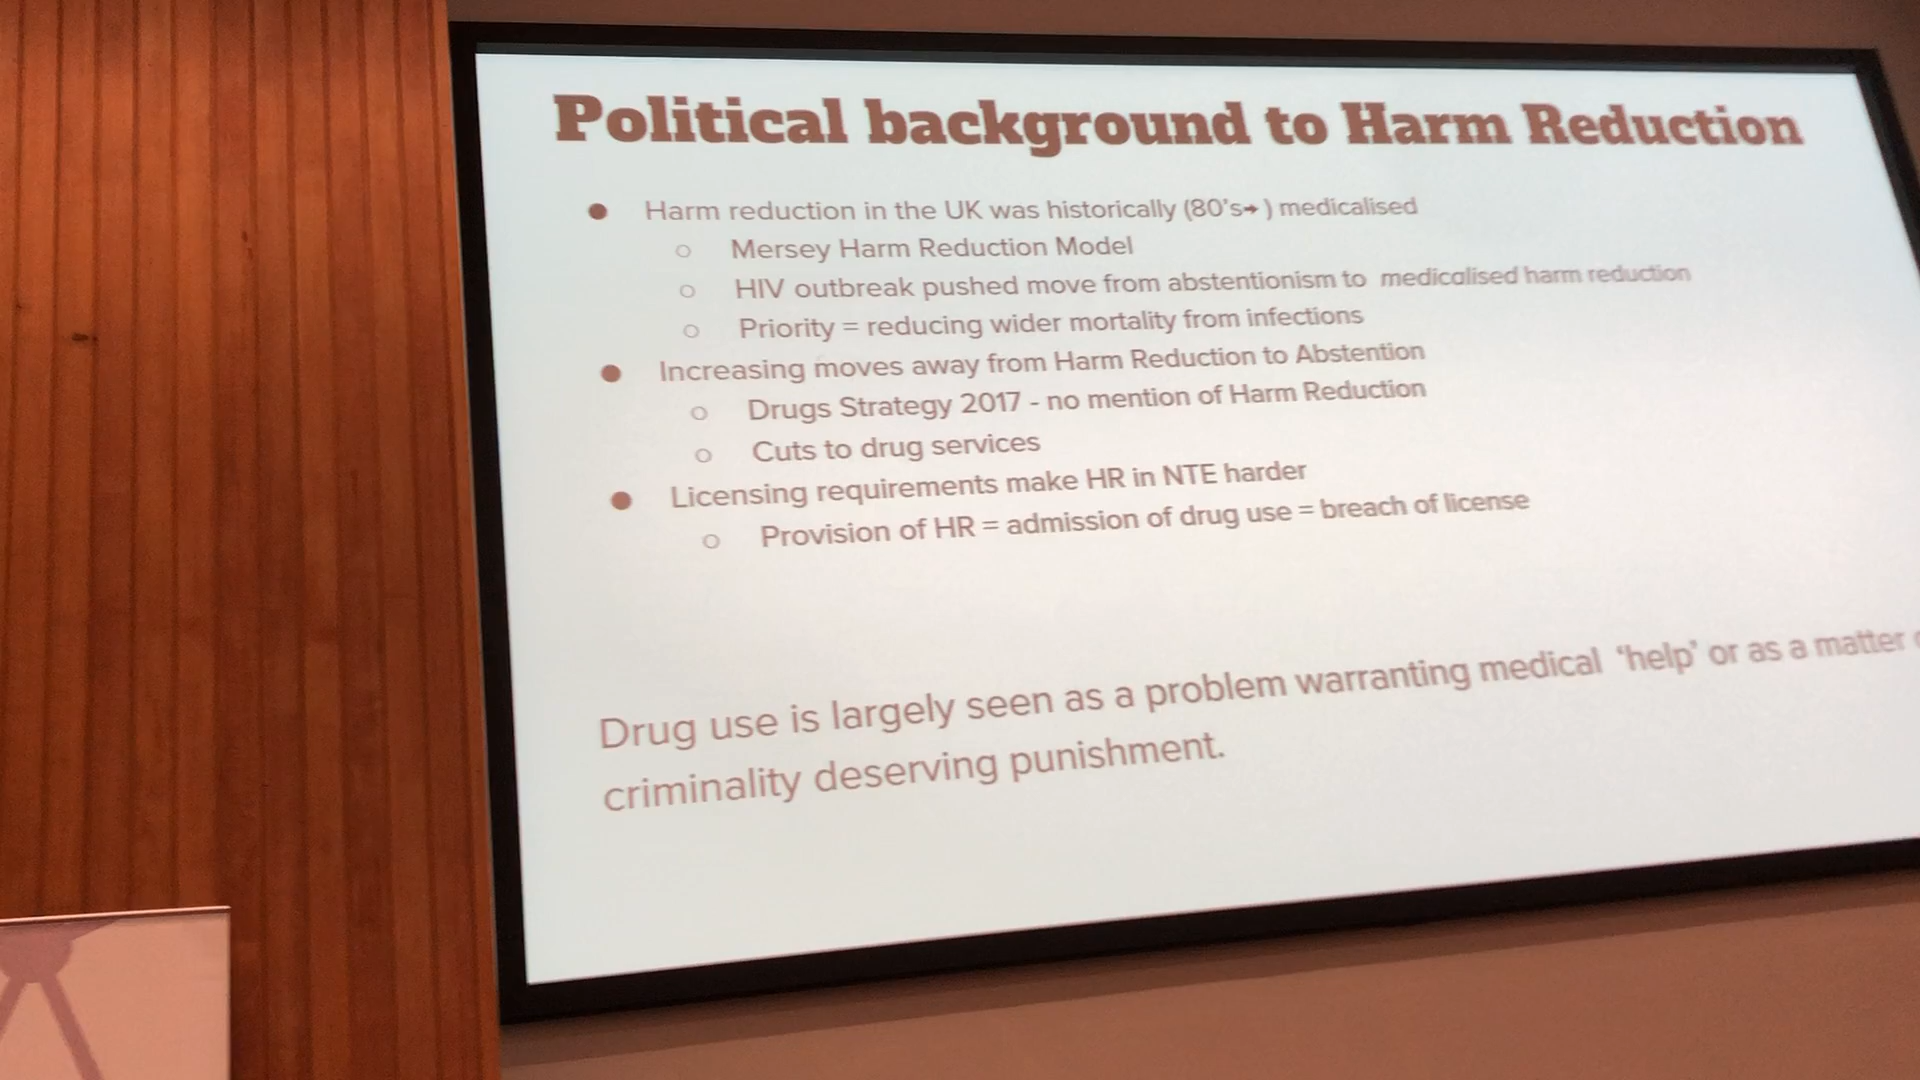 Political background to Harm Reduction
● Harm reduction in the UK was historically (80's→ ) medicalised
○ Mersey Harm Reduction Model
○ HIV outbreak pushed move from abstentionism to medicalised harm reduction
○ Priority = reducing wider mortality from infections
● Increasing moves away from Harm Reduction to Abstention
○ Drugs Strategy 2017 - no mention of Harm Reduction
○ Cuts to drug services
● Licensing requirements make HR in NTE harder
○ Provision of HR = admission of drug use = breach of license
Drug use is largely seen as a problem warranting medical 'help' or as a matter
criminality deserving punishment.